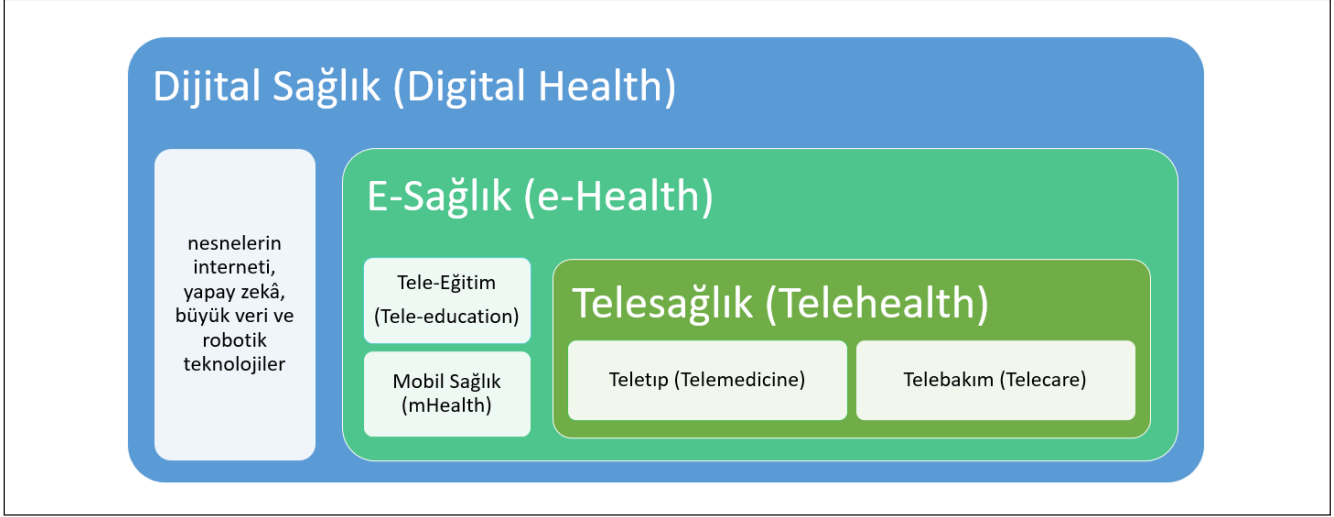 Dijital Sağlık (Digital Health)
nesnelerin
interneti,
yapay zekâ,
büyük veri ve
robotik
teknolojiler
E-Sağlık (e-Health)
Tele-Eğitim
(Tele-education)
Mobil Sağlık
(mHealth)
Telesağlık (Telehealth)
Teletıp (Telemedicine)
Telebakım (Telecare)